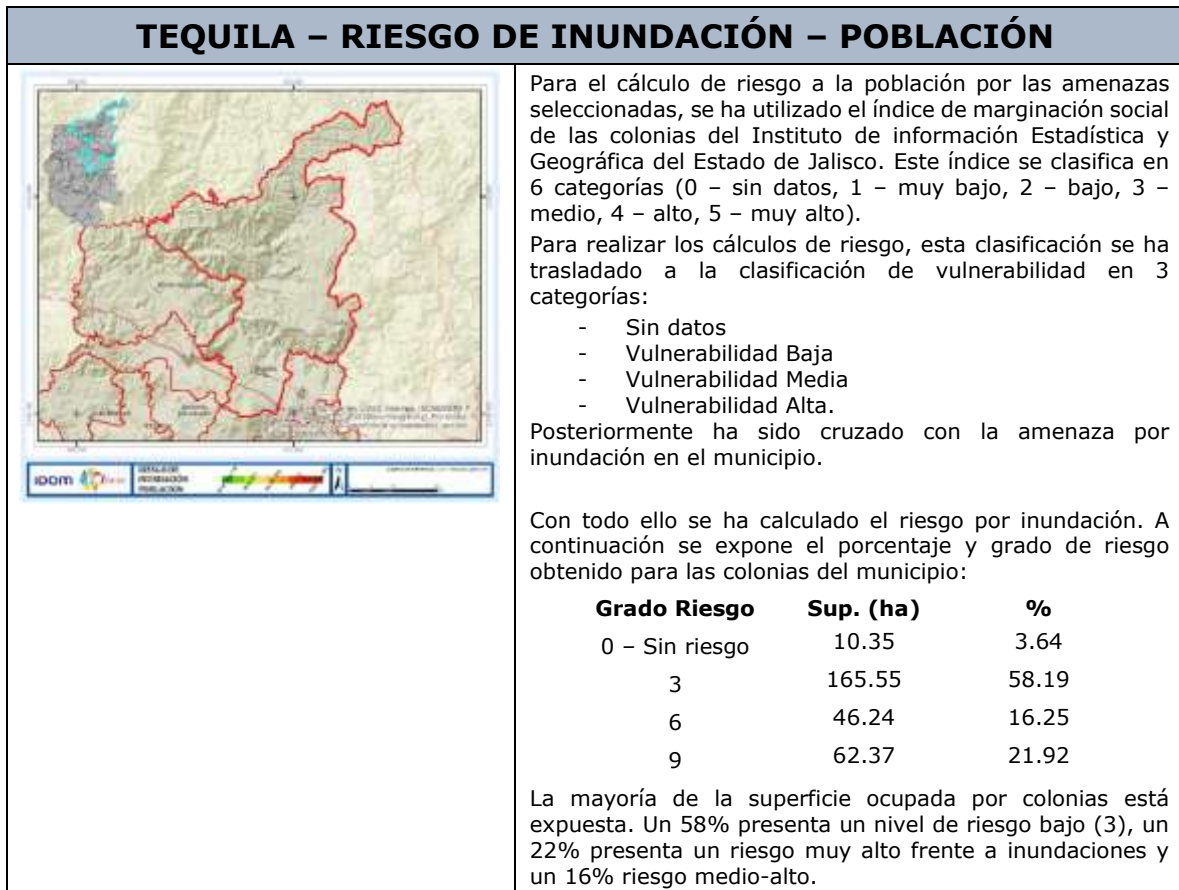 TEQUILA – RIESGO DE INUNDACIÓN – POBLACIÓN
Para el cálculo de riesgo a la población por las amenazas
seleccionadas, se ha utilizado el índice de marginación social
de las colonias del Instituto de información Estadística y
Geográfica del Estado de Jalisco. Este índice se clasifica en
6 categorías (0 – sin datos, 1 – muy bajo, 2 – bajo, 3 –
medio, 4 – alto, 5 – muy alto).
Para realizar los cálculos de riesgo, esta clasificación se ha
trasladado a la clasificación de vulnerabilidad en 3
categorías:
- Sin datos
- Vulnerabilidad Baja
- Vulnerabilidad Media
- Vulnerabilidad Alta.
Posteriormente ha sido cruzado con la amenaza por
inundación en el municipio.
Con todo ello se ha calculado el riesgo por inundación. A
continuación se expone el porcentaje y grado de riesgo
obtenido para las colonias del municipio:
Grado Riesgo Sup. (ha) %
0 – Sin riesgo 10.35 3.64
3 165.55 58.19
6 46.24 16.25
9 62.37 21.92
La mayoría de la superficie ocupada por colonias está
expuesta. Un 58% presenta un nivel de riesgo bajo (3), un
22% presenta un riesgo muy alto frente a inundaciones y
un 16% riesgo medio-alto.
IDOM
RIESGO DE
INUNDACIÓN
POBLACIÓN